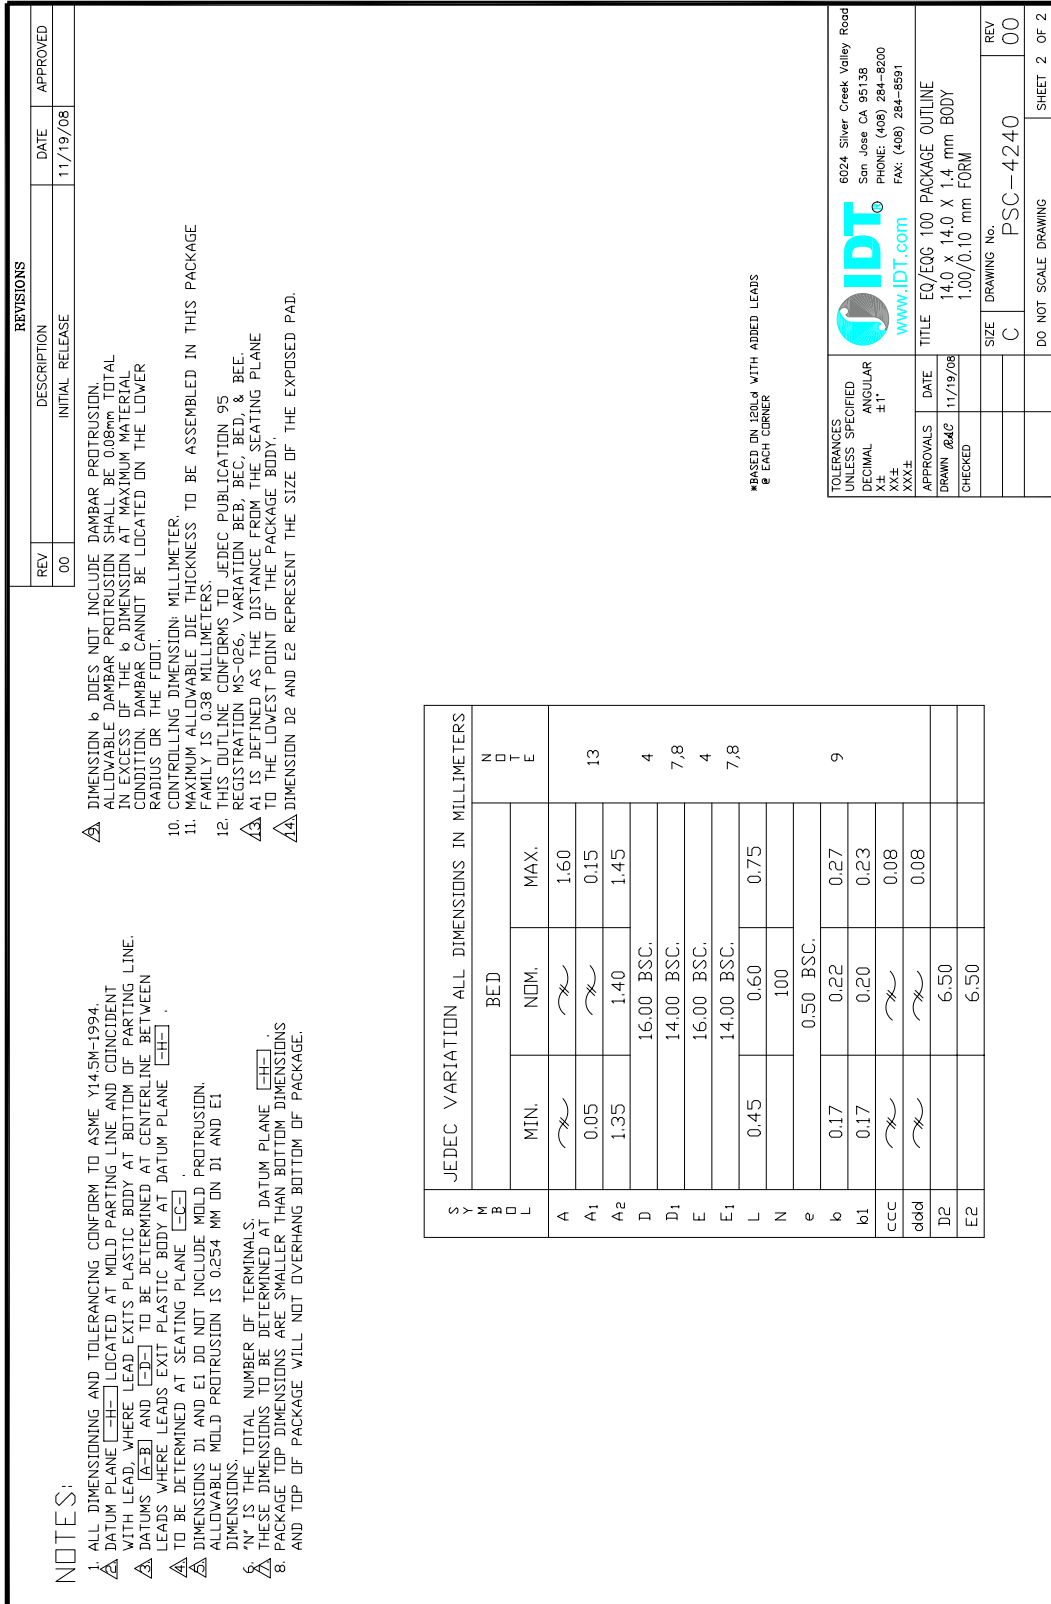 NOTES:
1. ALL DIMENSIONING AND TOLERANCING CONFORM TO ASME Y14.5M-1994.
2. DATUM PLANE -H- LOCATED AT MOLD PARTING LINE AND COINCIDENT
WITH LEAD, WHERE LEAD EXITS PLASTIC BODY AT BOTTOM OF PARTING LINE.
3. DATUMS A-B AND -D- TO BE DETERMINED AT CENTERLINE BETWEEN
LEADS WHERE LEADS EXIT PLASTIC BODY AT DATUM PLANE -H- .
4. TO BE DETERMINED AT SEATING PLANE -C- .
5. DIMENSIONS D1 AND E1 DO NOT INCLUDE MOLD PROTRUSION.
ALLOWABLE MOLD PROTRUSION IS 0.254 MM ON D1 AND E1
DIMENSIONS.
6. "N" IS THE TOTAL NUMBER OF TERMINALS.
7. THESE DIMENSIONS TO BE DETERMINED AT DATUM PLANE -H- .
8. PACKAGE TOP DIMENSIONS ARE SMALLER THAN BOTTOM DIMENSIONS
AND TOP OF PACKAGE WILL NOT OVERHANG BOTTOM OF PACKAGE.
9. DIMENSION b DOES NOT INCLUDE DAMBAR PROTRUSION.
ALLOWABLE DAMBAR PROTRUSION SHALL BE 0.08mm TOTAL
IN EXCESS OF THE b DIMENSION AT MAXIMUM MATERIAL
CONDITION. DAMBAR CANNOT BE LOCATED ON THE LOWER
RADIUS OR THE FOOT.
10. CONTROLLING DIMENSION: MILLIMETER.
11. MAXIMUM ALLOWABLE DIE THICKNESS TO BE ASSEMBLED IN THIS PACKAGE
FAMILY IS 0.38 MILLIMETERS.
12. THIS OUTLINE CONFORMS TO JEDEC PUBLICATION 95
REGISTRATION MS-026, VARIATION BEB, BEC, BED, & BEE.
13. A1 IS DEFINED AS THE DISTANCE FROM THE SEATING PLANE
TO THE LOWEST POINT OF THE PACKAGE BODY.
14. DIMENSION D2 AND E2 REPRESENT THE SIZE OF THE EXPOSED PAD.
REVISIONS
REV DESCRIPTION DATE APPROVED
00 INITIAL RELEASE 11/19/08
SYMBOL JEDEC VARIATION ALL DIMENSIONS IN MILLIMETERS
BED NOTE
MIN. NOM. MAX.
A 1.60
A1 0.05 0.15 13
A2 1.35 1.40 1.45
D 16.00 BSC. 4
D1 14.00 BSC. 7,8
E 16.00 BSC. 4
E1 14.00 BSC. 7,8
L 0.45 0.60 0.75
N 100
e 0.50 BSC.
b 0.17 0.22 0.27 9
b1 0.17 0.20 0.23
ccc 0.08
ddd 0.08
D2 6.50
E2 6.50
*BASED ON 120Ld WITH ADDED LEADS
@ EACH CORNER
TOLERANCES
UNLESS SPECIFIED
DECIMAL ANGULAR
X± ±1°
XX±
XXX±
IDT®
www.IDT.com
6024 Silver Creek Valley Road
San Jose CA 95138
PHONE: (408) 284-8200
FAX: (408) 284-8591
APPROVALS DATE
DRAWN 11/19/08
CHECKED
TITLE EQ/EQG 100 PACKAGE OUTLINE
14.0 x 14.0 X 1.4 mm BODY
1.00/0.10 mm FORM
SIZE DRAWING No. REV
C PSC-4240 00
DO NOT SCALE DRAWING SHEET 2 OF 2